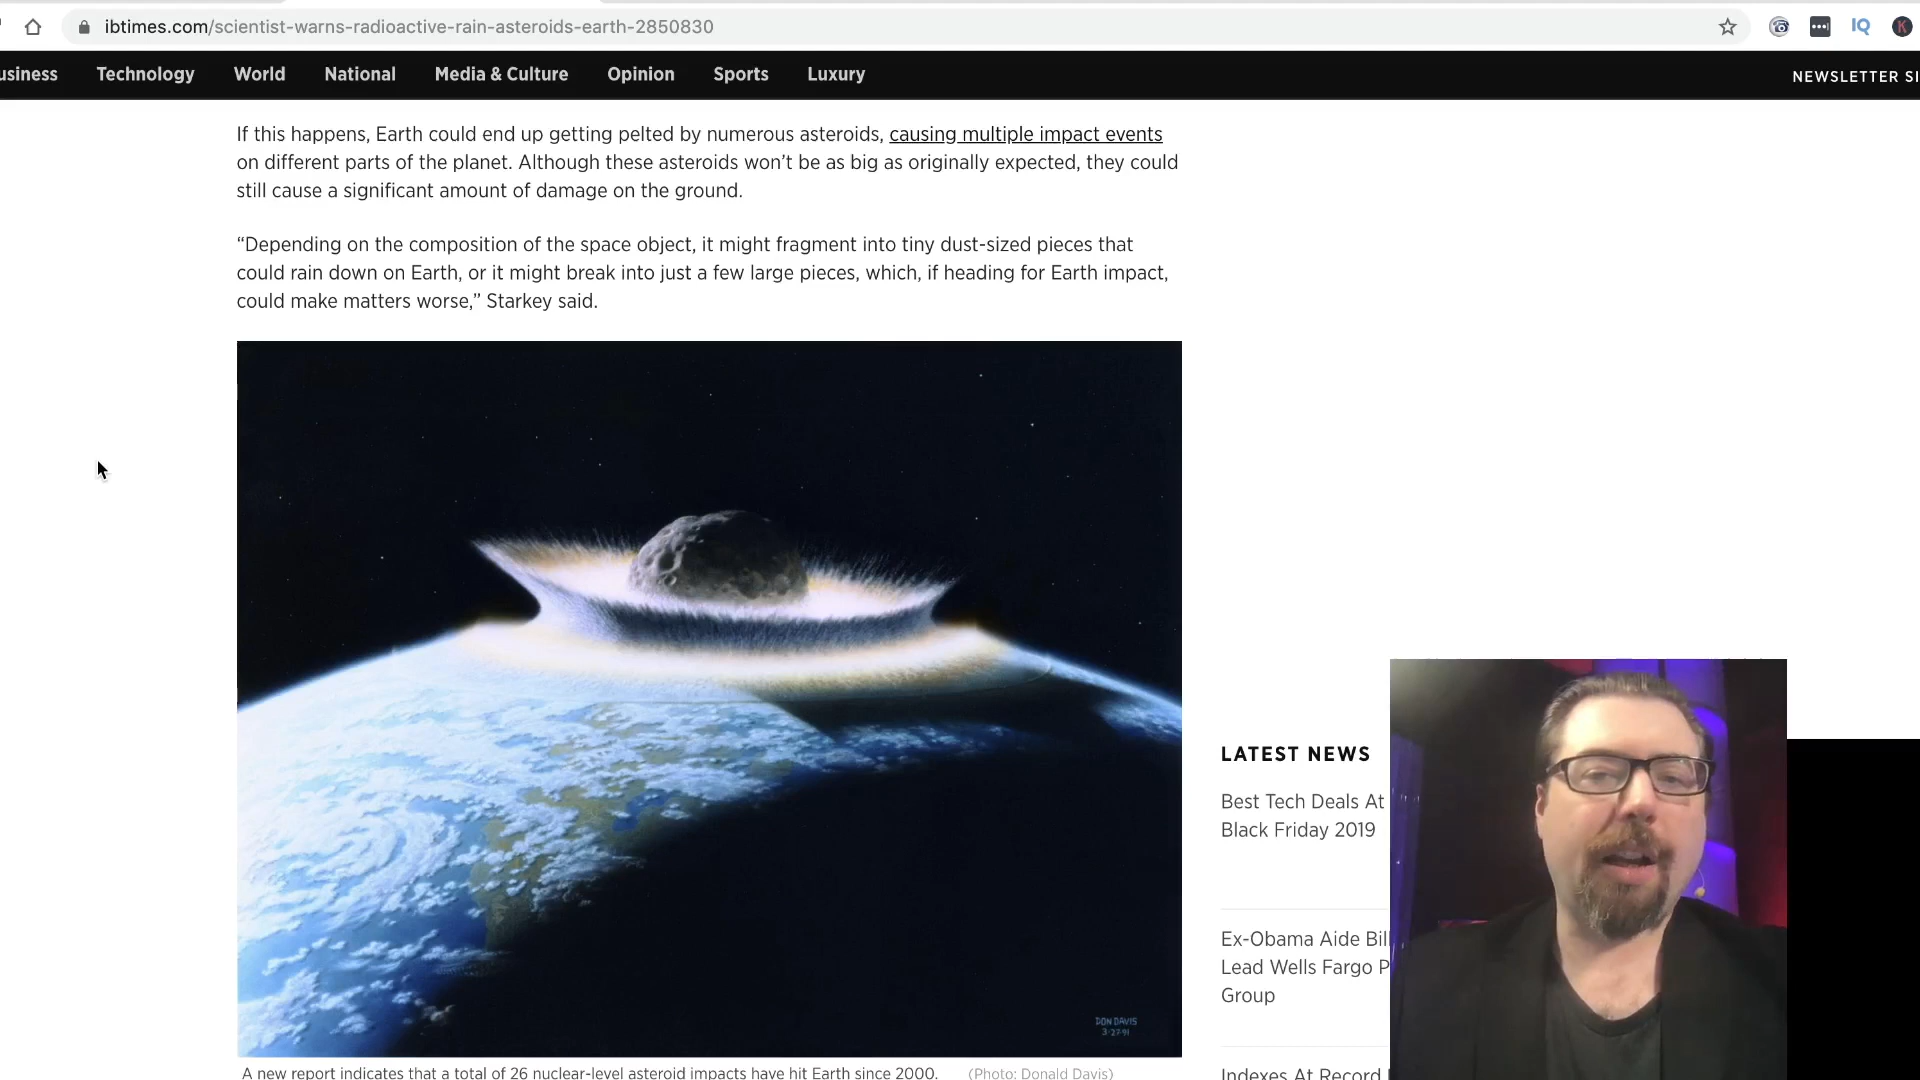 ibtimes.com/scientist-warns-radioactive-rain-asteroids-earth-2850830
IQ
K
usiness Technology World National Media & Culture Opinion Sports Luxury NEWSLETTER SI
If this happens, Earth could end up getting pelted by numerous asteroids, causing multiple impact events
on different parts of the planet. Although these asteroids won’t be as big as originally expected, they could
still cause a significant amount of damage on the ground.
“Depending on the composition of the space object, it might fragment into tiny dust-sized pieces that
could rain down on Earth, or it might break into just a few large pieces, which, if heading for Earth impact,
could make matters worse,” Starkey said.
DON DAVIS
3-27-91
A new report indicates that a total of 26 nuclear-level asteroid impacts have hit Earth since 2000. (Photo: Donald Davis)
LATEST NEWS
Best Tech Deals At
Black Friday 2019
Ex-Obama Aide Bill
Lead Wells Fargo P
Group
Indexes At Record